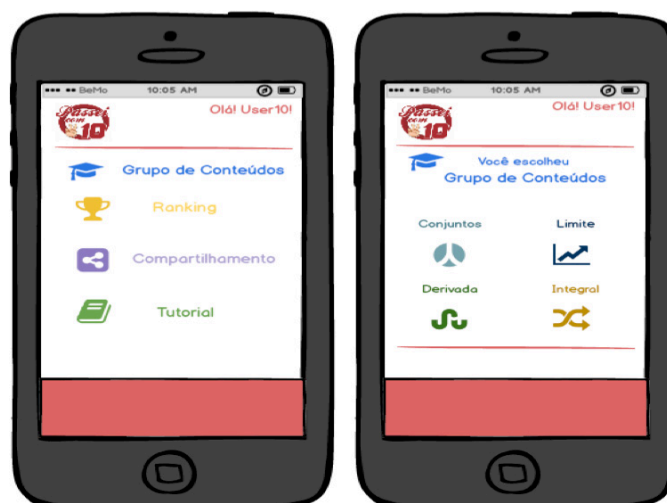 BeMo 10:05 AM
Passei
com
10
Olá! User10!
Grupo de Conteúdos
Ranking
Compartilhamento
Tutorial
BeMo 10:05 AM
Passei
com
10
Olá! User10!
Você escolheu
Grupo de Conteúdos
Conjuntos Limite
Derivada Integral